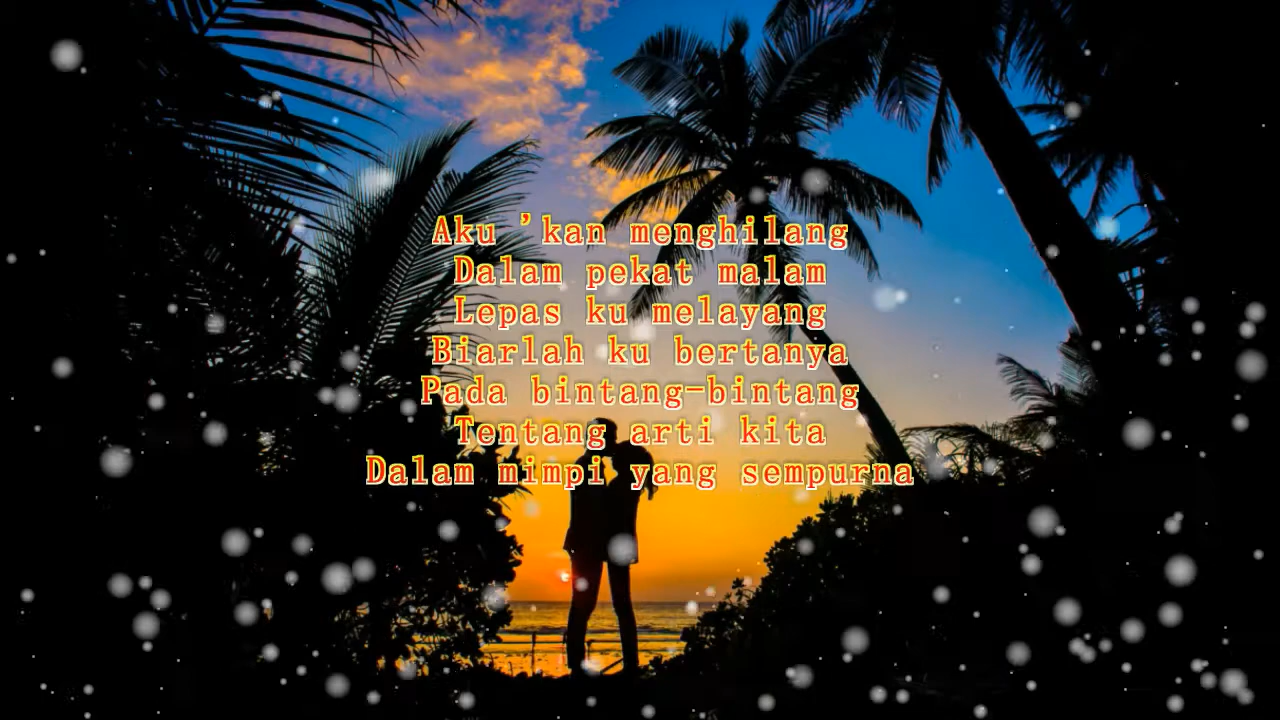 Aku 'kan menghilang
Dalam pekat malam
Lepas ku melayang
Biarlah ku bertanya
Pada bintang-bintang
Tentang arti kita
Dalam mimpi yang sempurna